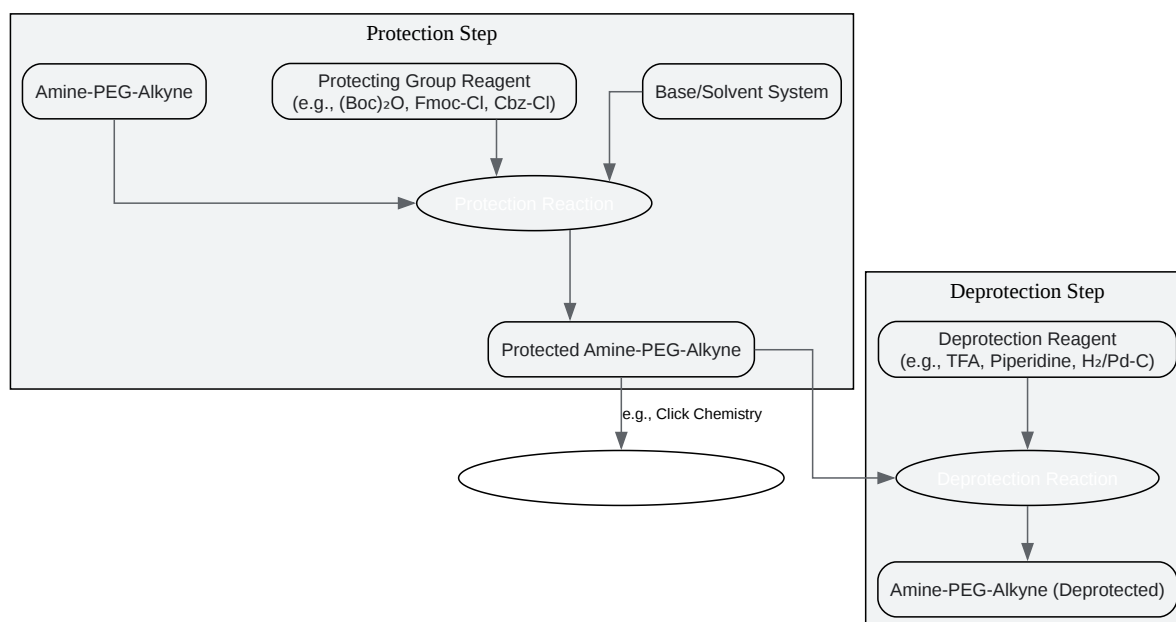 Protection Step
Amine-PEG-Alkyne
Protecting Group Reagent
(e.g., (Boc)₂O, Fmoc-Cl, Cbz-Cl)
Base/Solvent System
Protection Reaction
Protected Amine-PEG-Alkyne
e.g., Click Chemistry
Deprotection Step
Deprotection Reagent
(e.g., TFA, Piperidine, H₂/Pd-C)
Deprotection Reaction
Amine-PEG-Alkyne (Deprotected)